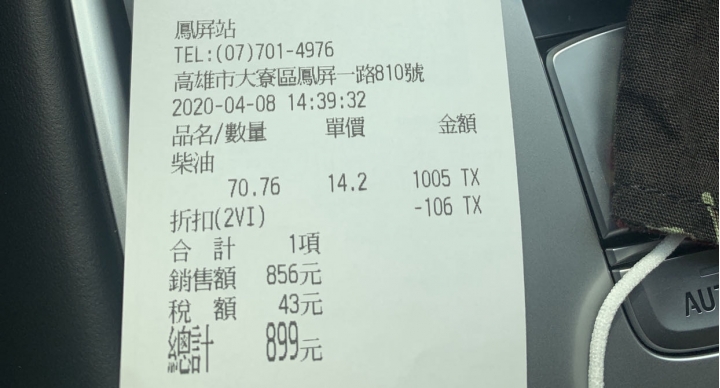 鳳屏站
TEL:(07)701-4976
高雄市大寮區鳳屏一路810號
2020-04-08 14:39:32
品名/數量 單價 金額
柴油
70.76 14.2 1005 TX
折扣(2VI) -106 TX
合 計 1項
銷售額 856元
稅 額 43元
總計 899元